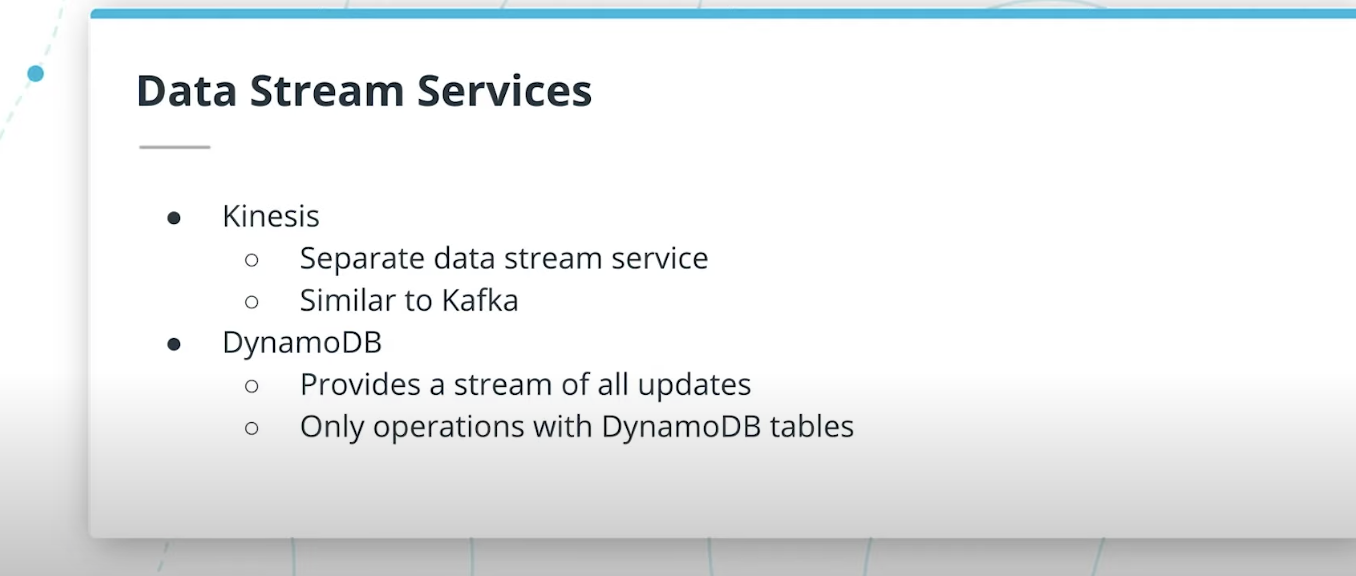 Data Stream Services
● Kinesis
○ Separate data stream service
○ Similar to Kafka
● DynamoDB
○ Provides a stream of all updates
○ Only operations with DynamoDB tables